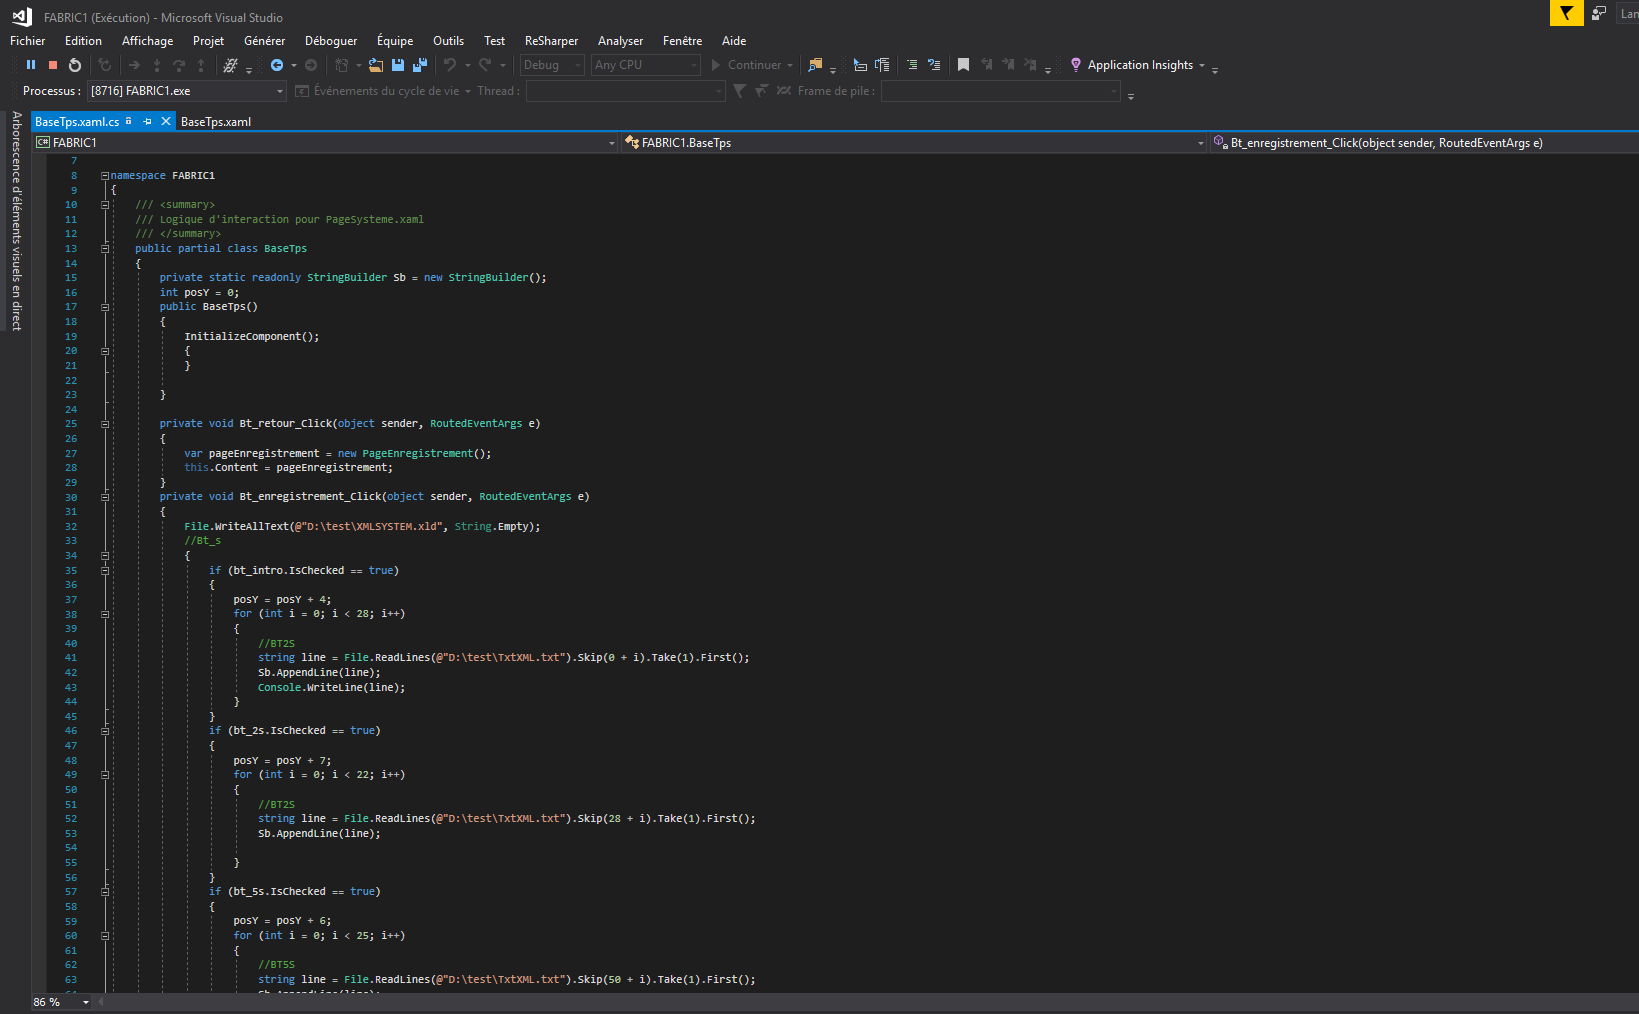 FABRIC1 (Exécution) - Microsoft Visual Studio
Lan
Fichier Edition Affichage Projet Générer Déboguer Équipe Outils Test ReSharper Analyser Fenêtre Aide
Debug Any CPU Continuer Application Insights
Processus : [8716] FABRIC1.exe Événements du cycle de vie Thread : Frame de pile :
Arborescence d'éléments visuels en direct
BaseTps.xaml.cs BaseTps.xaml
C# FABRIC1 FABRIC1.BaseTps Bt_enregistrement_Click(object sender, RoutedEventArgs e)
7
8 namespace FABRIC1
9 {
10 /// <summary>
11 /// Logique d'interaction pour PageSysteme.xaml
12 /// </summary>
13 public partial class BaseTps
14 {
15 private static readonly StringBuilder Sb = new StringBuilder();
16 int posY = 0;
17 public BaseTps()
18 {
19 InitializeComponent();
20 {
21 }
22
23 }
24
25 private void Bt_retour_Click(object sender, RoutedEventArgs e)
26 {
27 var pageEnregistrement = new PageEnregistrement();
28 this.Content = pageEnregistrement;
29 }
30 private void Bt_enregistrement_Click(object sender, RoutedEventArgs e)
31 {
32 File.WriteAllText(@"D:\test\XMLSYSTEM.xld", String.Empty);
33 //Bt_s
34 {
35 if (bt_intro.IsChecked == true)
36 {
37 posY = posY + 4;
38 for (int i = 0; i < 28; i++)
39 {
40 //BT2S
41 string line = File.ReadLines(@"D:\test\TxtXML.txt").Skip(0 + i).Take(1).First();
42 Sb.AppendLine(line);
43 Console.WriteLine(line);
44 }
45 }
46 if (bt_2s.IsChecked == true)
47 {
48 posY = posY + 7;
49 for (int i = 0; i < 22; i++)
50 {
51 //BT2S
52 string line = File.ReadLines(@"D:\test\TxtXML.txt").Skip(28 + i).Take(1).First();
53 Sb.AppendLine(line);
54
55 }
56 }
57 if (bt_5s.IsChecked == true)
58 {
59 posY = posY + 6;
60 for (int i = 0; i < 25; i++)
61 {
62 //BT5S
63 string line = File.ReadLines(@"D:\test\TxtXML.txt").Skip(50 + i).Take(1).First();
86 %